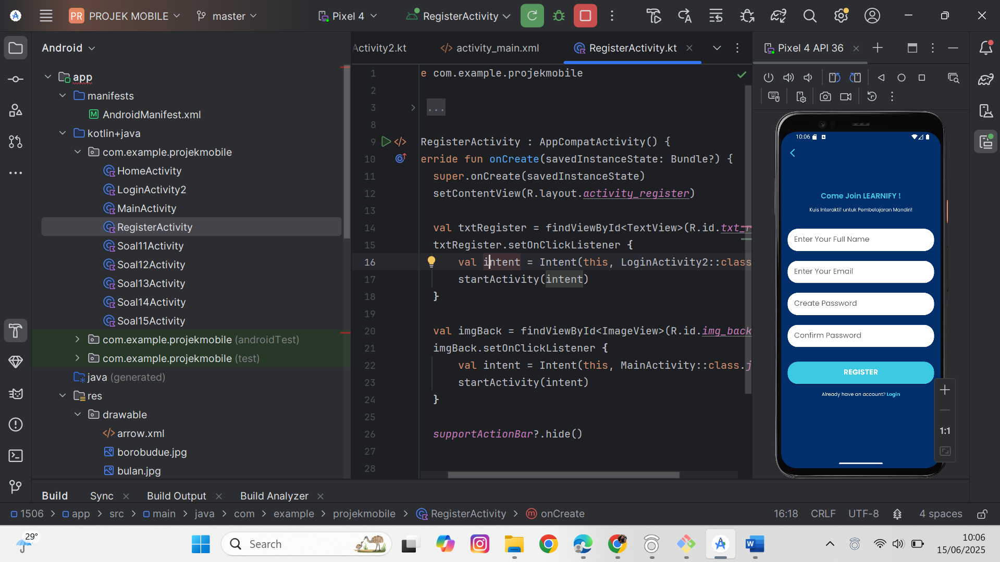 PR PROJEK MOBILE master Pixel 4 RegisterActivity
Android
app
manifests
AndroidManifest.xml
kotlin+java
com.example.projekmobile
HomeActivity
LoginActivity2
MainActivity
RegisterActivity
Soal11Activity
Soal12Activity
Soal13Activity
Soal14Activity
Soal15Activity
com.example.projekmobile (androidTest)
com.example.projekmobile (test)
java (generated)
res
drawable
arrow.xml
borobudue.jpg
bulan.jpg
Activity2.kt activity_main.xml RegisterActivity.kt
1 e com.example.projekmobile
2
3 ...
8
9 RegisterActivity : AppCompatActivity() {
10 erride fun onCreate(savedInstanceState: Bundle?) {
11 super.onCreate(savedInstanceState)
12 setContentView(R.layout.activity_register)
13
14 val txtRegister = findViewById<TextView>(R.id.txt_r
15 txtRegister.setOnClickListener {
16 val intent = Intent(this, LoginActivity2::class
17 startActivity(intent)
18 }
19
20 val imgBack = findViewById<ImageView>(R.id.img_back
21 imgBack.setOnClickListener {
22 val intent = Intent(this, MainActivity::class.j
23 startActivity(intent)
24 }
25
26 supportActionBar?.hide()
27
28
Pixel 4 API 36
10:06
Come Join LEARNIFY !
Kuis Interaktif untuk Pembelajaran Mandiri!
Enter Your Full Name
Enter Your Email
Create Password
Confirm Password
REGISTER
Already have an account? Login
1:1
Build Sync Build Output Build Analyzer
1506 > app > src > main > java > com > example > projekmobile > RegisterActivity > onCreate
16:18 CRLF UTF-8 4 spaces
29°
Search
10:06
15/06/2025